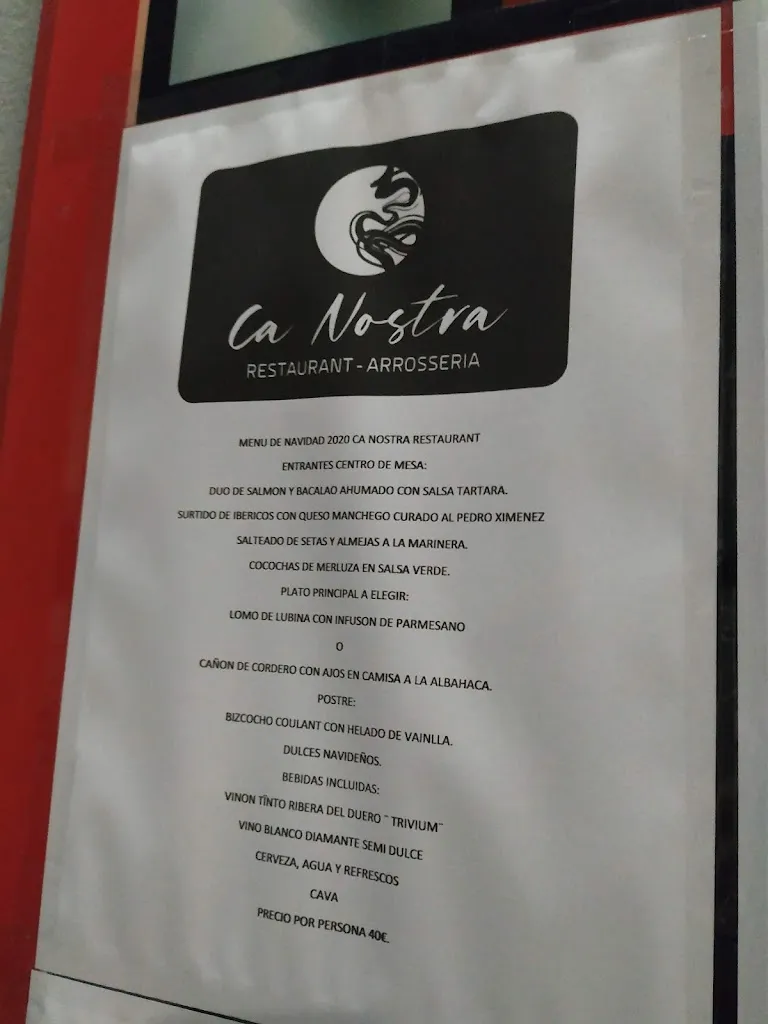 Ca Nostra
RESTAURANT - ARROSSERIA
MENU DE NAVIDAD 2020 CA NOSTRA RESTAURANT
ENTRANTES CENTRO DE MESA:
DUO DE SALMON Y BACALAO AHUMADO CON SALSA TARTARA.
SURTIDO DE IBERICOS CON QUESO MANCHEGO CURADO AL PEDRO XIMENEZ
SALTEADO DE SETAS Y ALMEJAS A LA MARINERA.
COCOCHAS DE MERLUZA EN SALSA VERDE.
PLATO PRINCIPAL A ELEGIR:
LOMO DE LUBINA CON INFUSON DE PARMESANO
O
CAÑON DE CORDERO CON AJOS EN CAMISA A LA ALBAHACA.
POSTRE:
BIZCOCHO COULANT CON HELADO DE VAINLLA.
DULCES NAVIDEÑOS.
BEBIDAS INCLUIDAS:
VINON TÏNTO RIBERA DEL DUERO ¨ TRIVIUM¨
VINO BLANCO DIAMANTE SEMI DULCE
CERVEZA, AGUA Y REFRESCOS
CAVA
PRECIO POR PERSONA 40€.